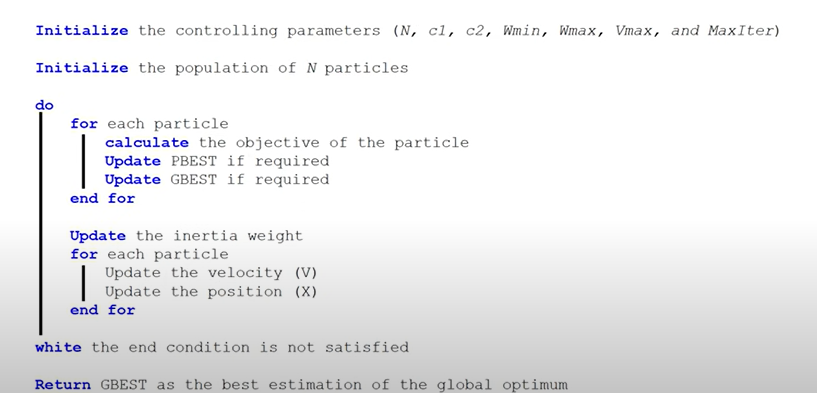 Initialize the controlling parameters (N, c1, c2, Wmin, Wmax, Vmax, and MaxIter)
Initialize the population of N particles
do
for each particle
calculate the objective of the particle
Update PBEST if required
Update GBEST if required
end for
Update the inertia weight
for each particle
Update the velocity (V)
Update the position (X)
end for
white the end condition is not satisfied
Return GBEST as the best estimation of the global optimum